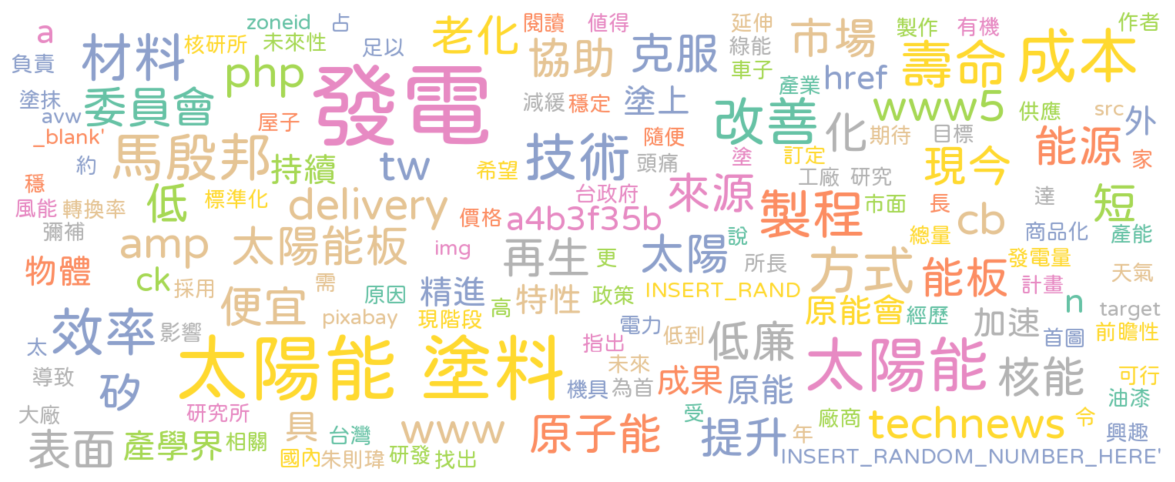 a zoneid 占 老化 閱讀 值得 延伸 市場 製作 有機 作者
負責 材料 核研所 未來性 足以 協助 克服 綠能 壽命 成本
php 發電 車子 產業 href
塗抹 委員會 avw 減緩 穩定 塗上 改善 www5 供應 src 外
_blank' 屋子 隨便 化 期待 目標 能源
約 馬殷邦 持續 tw 希望 技術 頭痛 塗 訂定 現今 家
穩 低 標準化 台政府 來源 工廠 研究 短
風能 轉換率 delivery 價格 a4b3f35b 製程 市面 長 cb 達
彌補 amp 太陽能板 img 再生 更 太陽 說 總量 商品化 產能
物體 ck 採用 需 所長 方式 能板 發電量 天氣
便宜 原因 精進 高 特性 政策 INSERT_RAND 原能會 計畫 n
效率 影響 pixabay 現階段 電力 低到 低廉 經歷 加速 首圖 target 前瞻性
太 太陽能 塗料 指出 太陽能
導致 矽 未來 機具 為首 成果 原能 核能 可行
大廠 研究所 受 廠商 油漆
表面 產學界 相關 具 台灣 www 原子能 提升 年 technews 令 興趣
國內 朱則瑋 研發 找出 INSERT_RANDOM_NUMBER_HERE'